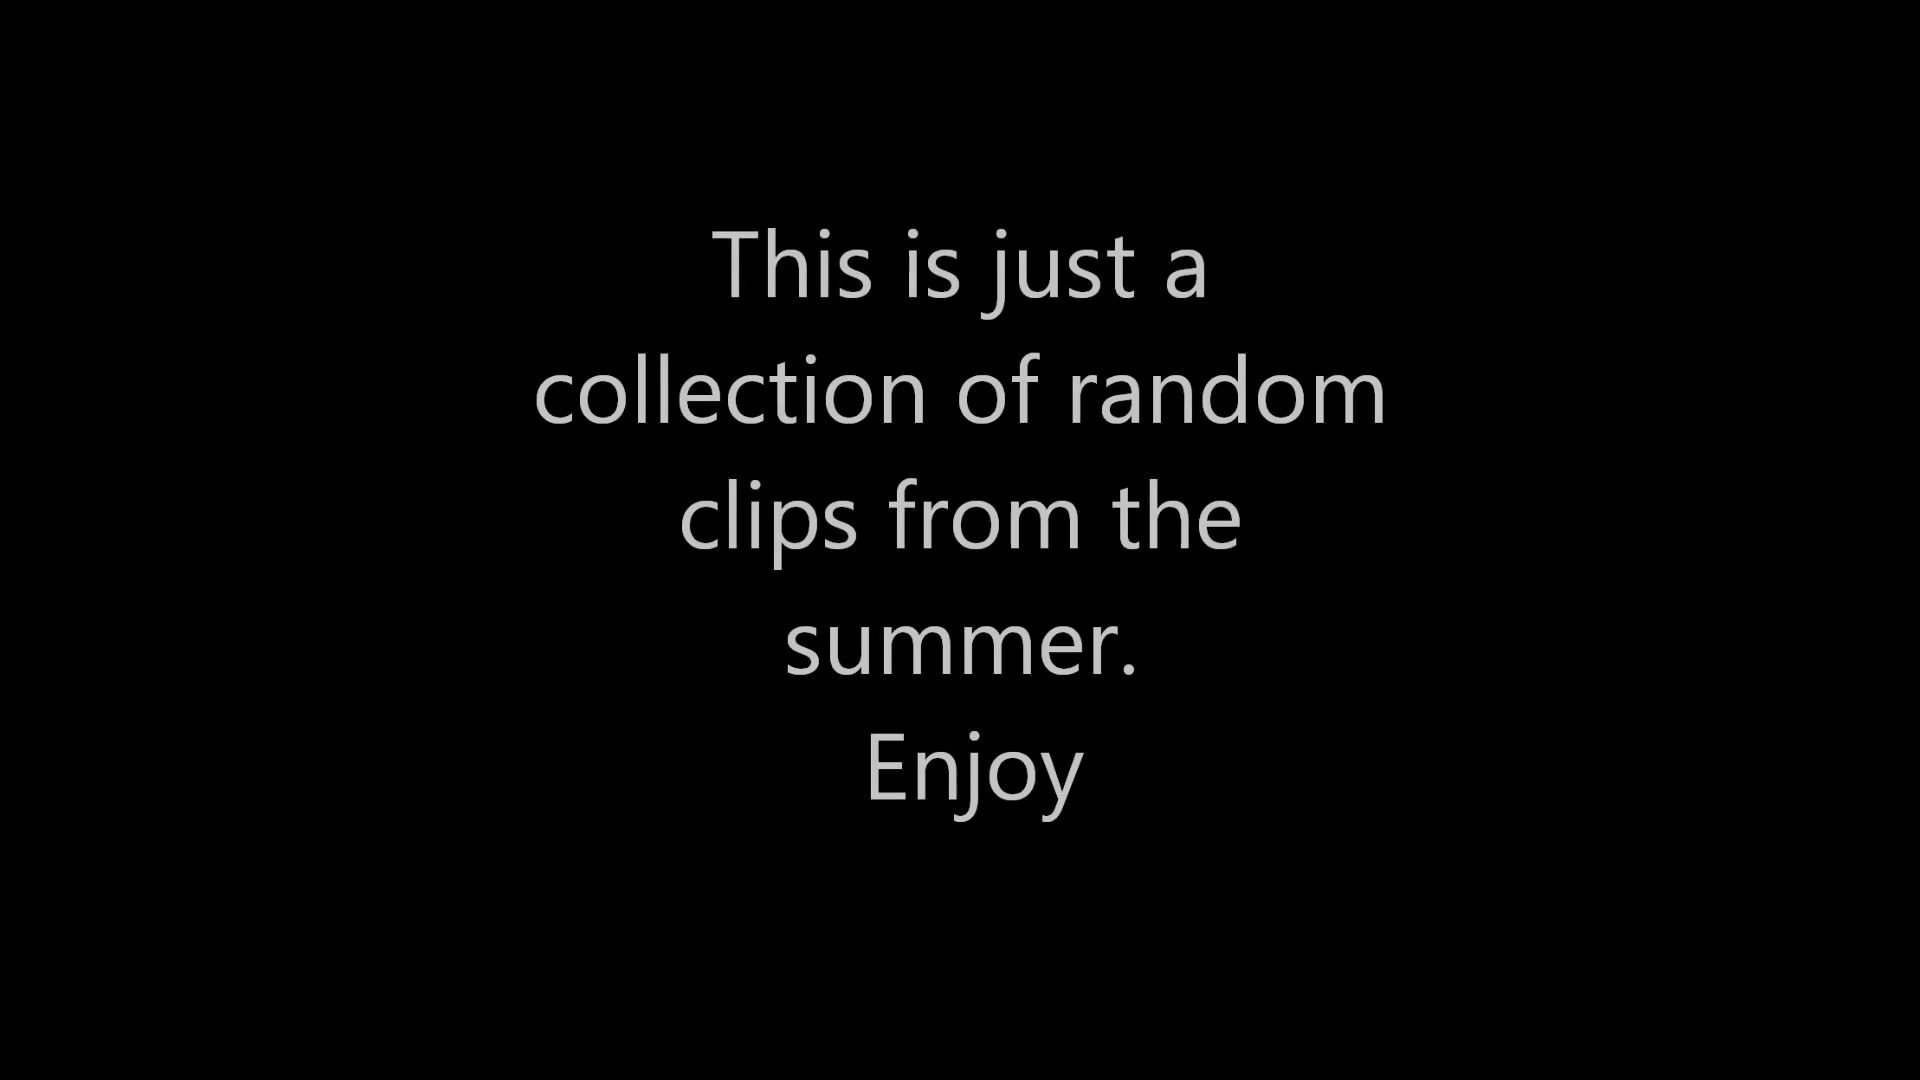 This is just a
collection of random
clips from the
summer.
Enjoy